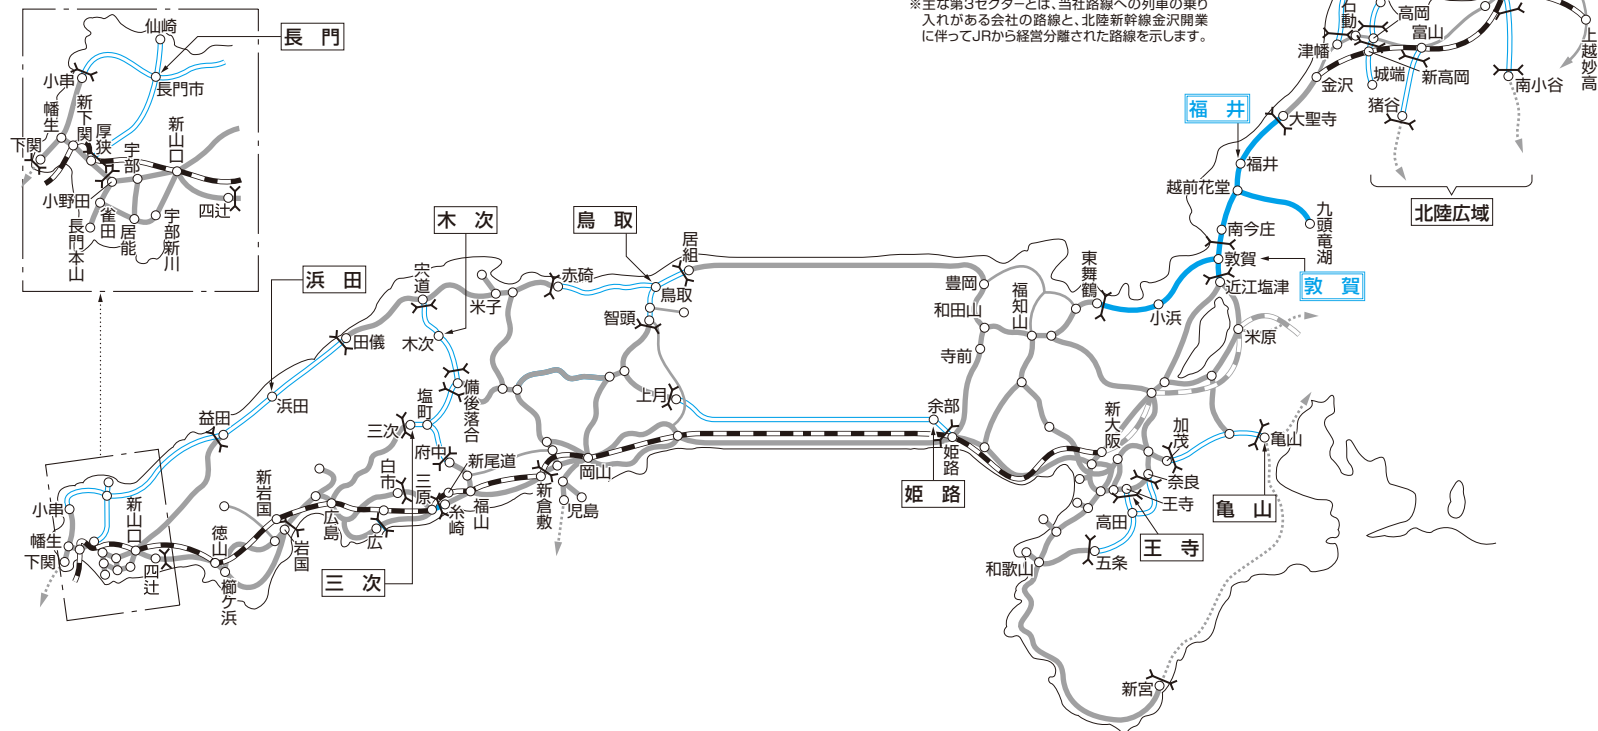 ※主な第3セクターとは、当社路線への列車の乗り
入れがある会社の路線と、北陸新幹線金沢開業
に伴ってJRから経営分離された路線を示します。
仙崎
長門
小串
長門市
幡生
新下関
厚狭
下関
宇部
新山口
小野田
雀田
長門本山
居能
宇部新川
四辻
石動
高岡
富山
津幡
金沢
城端
新高岡
猪谷
南小谷
上越妙高
北陸広域
福井
大聖寺
福井
越前花堂
九頭竜湖
南今庄
敦賀
敦賀
近江塩津
小浜
東舞鶴
米原
木次
鳥取
浜田
宍道
米子
赤碕
居組
鳥取
智頭
豊岡
和田山
福知山
寺前
田儀
木次
備後落合
塩町
三次
府中
上月
余部
姫路
姫路
新大阪
加茂
亀山
亀山
奈良
王寺
王寺
高田
五条
和歌山
新宮
浜田
益田
小串
幡生
下関
新山口
四辻
徳山
櫛ケ浜
新岩国
岩国
広島
広
白市
三原
糸崎
新尾道
福山
新倉敷
岡山
児島
三次